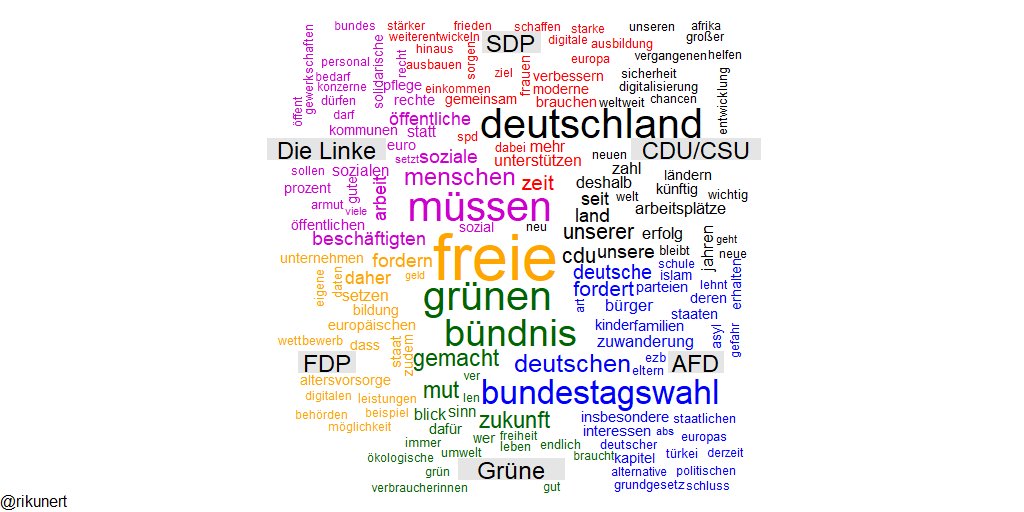 bundes stärker frieden schaffen starke unseren afrika
weiterentwickeln SDP digitale ausbildung großer
gewerkschaften solidarische hinaus sorgen europa vergangenen helfen
personal recht ausbauen ziel frauen verbessern sicherheit
bedarf konzerne pflege einkommen moderne digitalisierung entwicklung
öffent dürfen rechte gemeinsam brauchen weltweit chancen
darf öffentliche deutschland
kommunen statt spd
Die Linke euro dabei mehr CDU/CSU
setzt soziale unterstützen neuen
sollen sozialen menschen zeit zahl ländern
prozent gute arbeit deshalb künftig
armut viele müssen seit welt wichtig
öffentlichen land arbeitsplätze
beschäftigten sozial neu unserer erfolg jahren geht
unternehmen fordern freie cdu unsere bleibt neue
eigene daten daher geld deutsche schule islam erhalten
setzen grünen fordert parteien lehnt
bildung art bürger deren
europäischen bündnis kinder familien staaten
wettbewerb dass staat zudem zuwanderung asyl gefahr
FDP gemacht deutschen ezb AFD
altersvorsorge ver eltern
digitalen leistungen mut len bundestagswahl
behörden beispiel blick sinn zukunft insbesondere staatlichen
möglichkeit dafür interessen abs europas
immer wer freiheit endlich deutscher
ökologische umwelt leben braucht kapitel türkei derzeit
grün Grüne alternative politischen
verbraucherinnen gut grundgesetz schluss
@rikunert